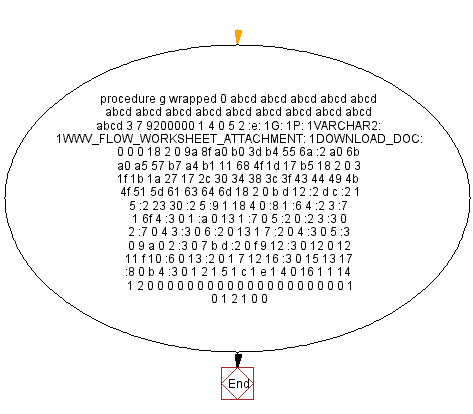 procedure g wrapped 0 abcd abcd abcd abcd abcd
abcd abcd abcd abcd abcd abcd abcd abcd abcd
abcd 3 7 9200000 1 4 0 5 2 :e: 1G: 1P: 1VARCHAR2:
1WWV_FLOW_WORKSHEET_ATTACHMENT: 1DOWNLOAD_DOC:
0 0 0 18 2 0 9a 8f a0 b0 3d b4 55 6a :2 a0 6b
a0 a5 57 b7 a4 b1 11 68 4f 1d 17 b5 18 2 0 3
1f 1b 1a 27 17 2c 30 34 38 3c 3f 43 44 49 4b
4f 51 5d 61 63 64 6d 18 2 0 b d 12 :2 d c :2 1
5 :2 23 30 :2 5 :9 1 18 4 0 :8 1 :6 4 :2 3 :7
1 6f 4 :3 0 1 :a 0 13 1 :7 0 5 :2 0 :2 3 :3 0
2 :7 0 4 3 :3 0 6 :2 0 13 1 7 :2 0 4 :3 0 5 :3
0 9 a 0 2 :3 0 7 b d :2 0 f 9 12 :3 0 12 0 12
11 f 10 :6 0 13 :2 0 1 7 12 16 :3 0 15 13 17
:8 0 b 4 :3 0 1 2 1 5 1 c 1 e 1 4 0 16 1 1 14
1 2 0 0 0 0 0 0 0 0 0 0 0 0 0 0 0 0 0 0 0 0 1
0 1 2 1 0 0
End